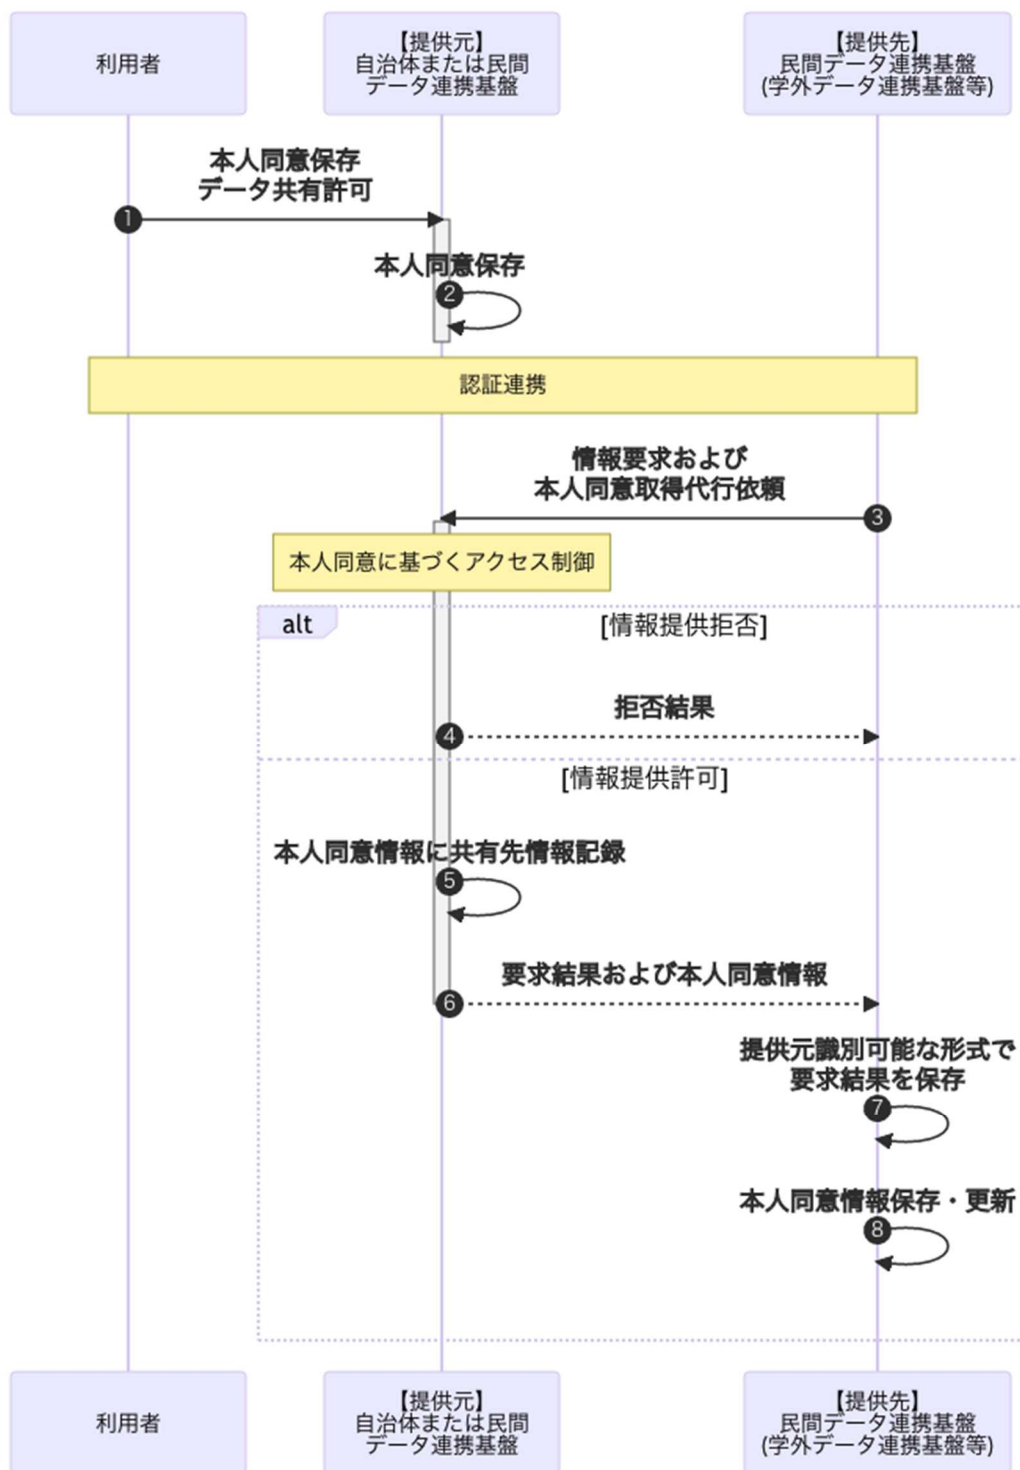 利用者
【提供元】
自治体または民間
データ連携基盤
【提供先】
民間データ連携基盤
(学外データ連携基盤等)
本人同意保存
データ共有許可
1
本人同意保存
2
認証連携
情報要求および
本人同意取得代行依頼
3
本人同意に基づくアクセス制御
alt
[情報提供拒否]
拒否結果
4
[情報提供許可]
本人同意情報に共有先情報記録
5
要求結果および本人同意情報
6
提供元識別可能な形式で
要求結果を保存
7
本人同意情報保存・更新
8
利用者
【提供元】
自治体または民間
データ連携基盤
【提供先】
民間データ連携基盤
(学外データ連携基盤等)